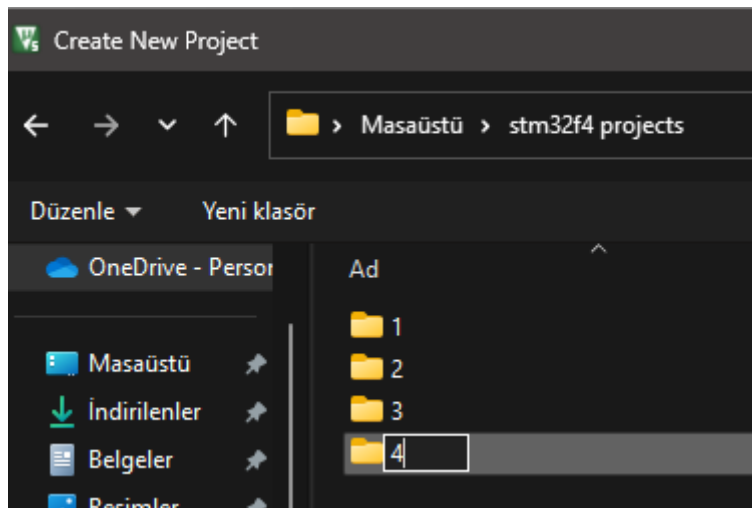 Create New Project
Masaüstü > stm32f4 projects
Düzenle Yeni klasör
OneDrive - Persor
Ad
1
2
3
4
Masaüstü
İndirilenler
Belgeler
Resimler